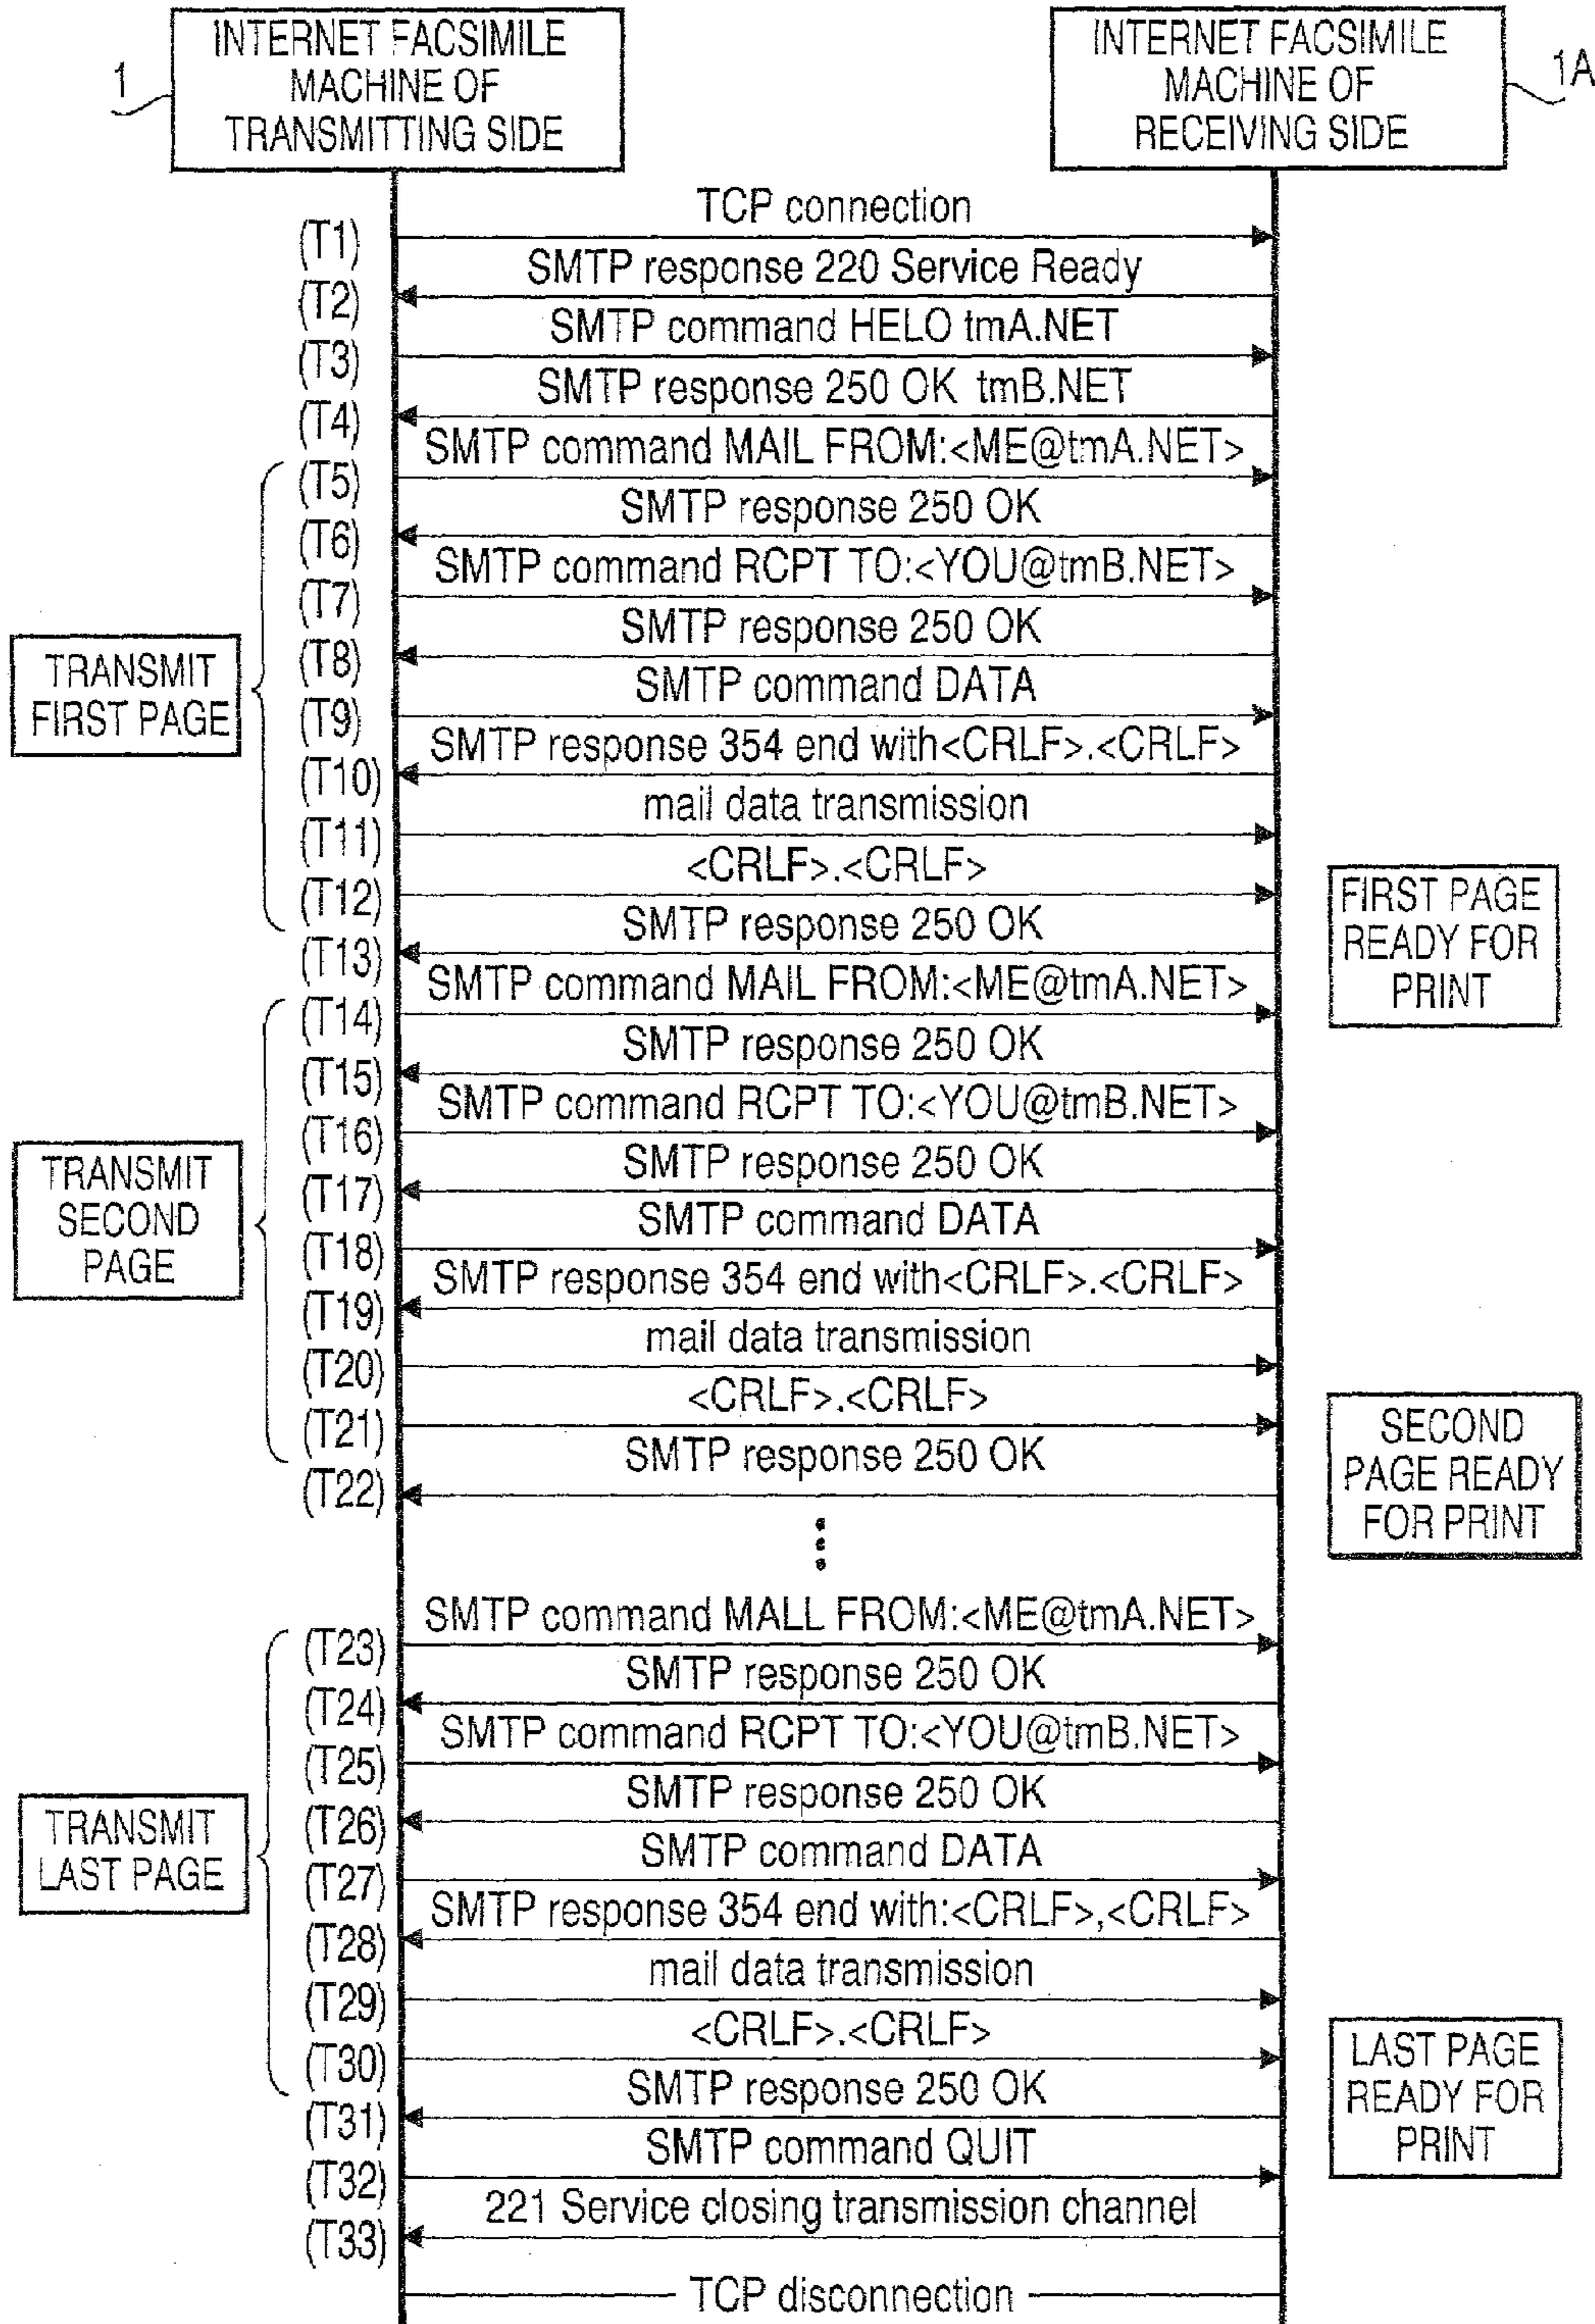 1
INTERNET FACSIMILE
MACHINE OF
TRANSMITTING SIDE
INTERNET FACSIMILE
MACHINE OF
RECEIVING SIDE
1A
TCP connection
(T1)
SMTP response 220 Service Ready
(T2)
SMTP command HELO tmA.NET
(T3)
SMTP response 250 OK tmB.NET
(T4)
SMTP command MAIL FROM:<ME@tmA.NET>
(T5)
SMTP response 250 OK
(T6)
SMTP command RCPT TO:<YOU@tmB.NET>
(T7)
SMTP response 250 OK
(T8)
TRANSMIT
FIRST PAGE
SMTP command DATA
(T9)
SMTP response 354 end with<CRLF>.<CRLF>
(T10)
mail data transmission
(T11)
<CRLF>.<CRLF>
(T12)
SMTP response 250 OK
(T13)
FIRST PAGE
READY FOR
PRINT
SMTP command MAIL FROM:<ME@tmA.NET>
(T14)
SMTP response 250 OK
(T15)
SMTP command RCPT TO:<YOU@tmB.NET>
(T16)
SMTP response 250 OK
(T17)
TRANSMIT
SECOND
PAGE
SMTP command DATA
(T18)
SMTP response 354 end with<CRLF>.<CRLF>
(T19)
mail data transmission
(T20)
<CRLF>.<CRLF>
(T21)
SMTP response 250 OK
(T22)
SECOND
PAGE READY
FOR PRINT
SMTP command MALL FROM:<ME@tmA.NET>
(T23)
SMTP response 250 OK
(T24)
SMTP command RCPT TO:<YOU@tmB.NET>
(T25)
SMTP response 250 OK
(T26)
TRANSMIT
LAST PAGE
SMTP command DATA
(T27)
SMTP response 354 end with:<CRLF>,<CRLF>
(T28)
mail data transmission
(T29)
<CRLF>.<CRLF>
(T30)
SMTP response 250 OK
(T31)
LAST PAGE
READY FOR
PRINT
SMTP command QUIT
(T32)
221 Service closing transmission channel
(T33)
TCP disconnection